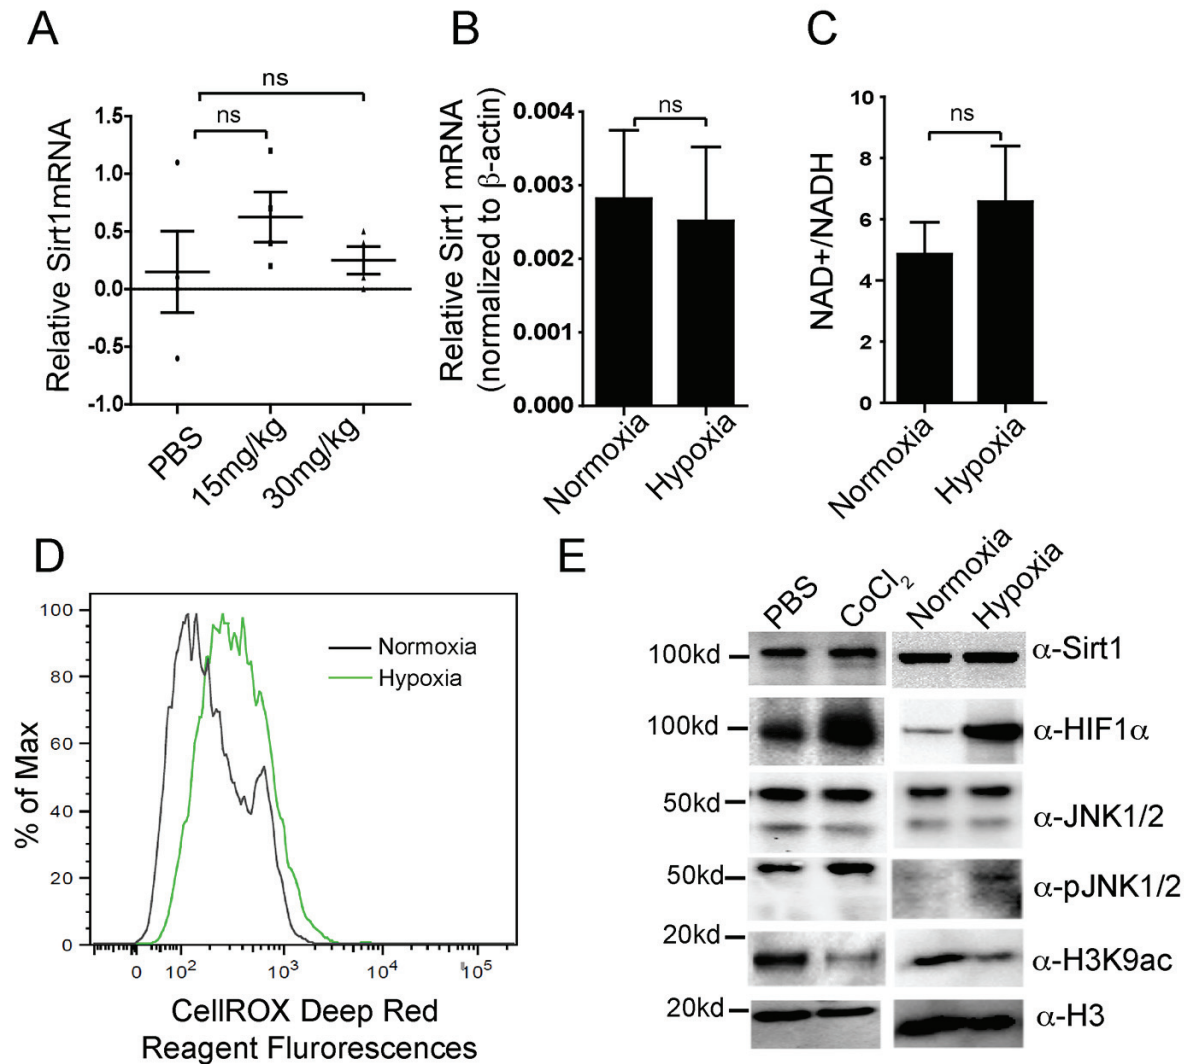 A
Relative Sirt1mRNA
1.5
1.0
0.5
0.0
-0.5
-1.0
ns
ns
PBS
15mg/kg
30mg/kg
B
Relative Sirt1 mRNA
(normalized to β-actin)
0.004
0.003
0.002
0.001
0.000
ns
Normoxia
Hypoxia
C
NAD+/NADH
10
8
6
4
2
0
ns
Normoxia
Hypoxia
D
% of Max
100
80
60
40
20
0
Normoxia
Hypoxia
0 10² 10³ 10⁴ 10⁵
CellROX Deep Red
Reagent Flurorescences
E
PBS CoCl₂ Normoxia Hypoxia
100kd α-Sirt1
100kd α-HIF1α
50kd α-JNK1/2
50kd α-pJNK1/2
20kd α-H3K9ac
20kd α-H3